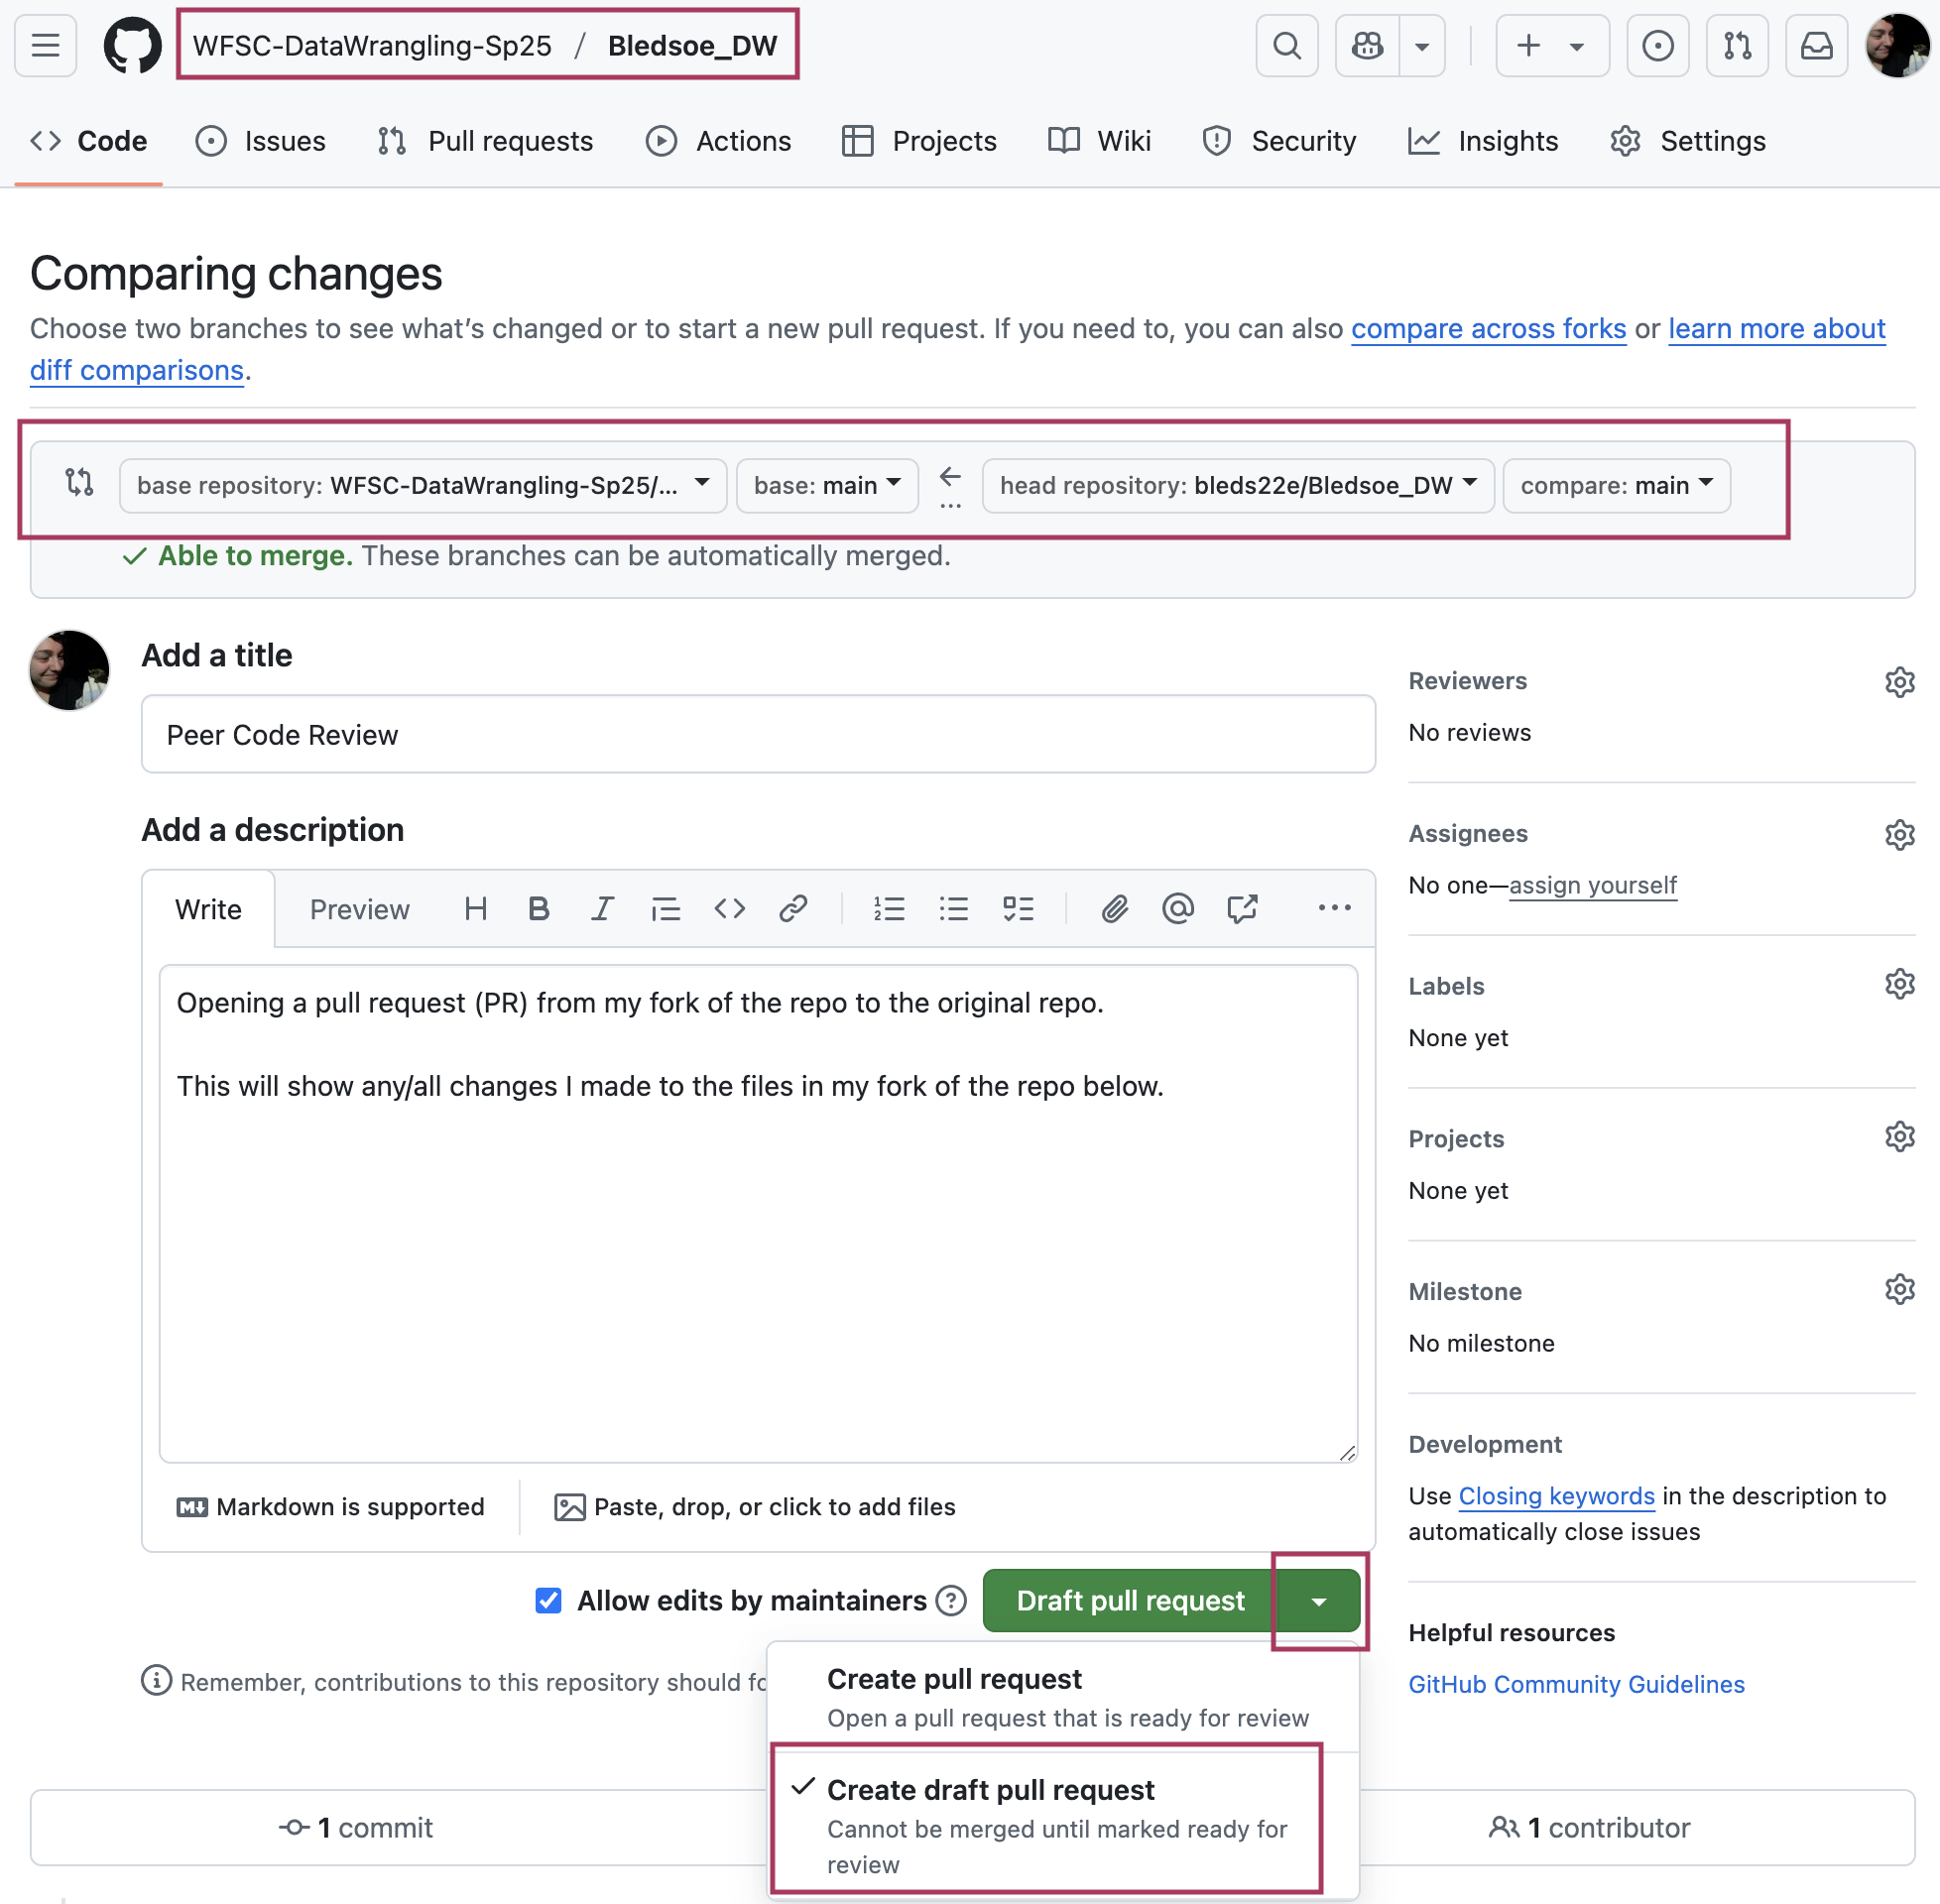 WFSC-DataWrangling-Sp25 / Bledsoe_DW
Code Issues Pull requests Actions Projects Wiki Security Insights Settings
Comparing changes
Choose two branches to see what’s changed or to start a new pull request. If you need to, you can also compare across forks or learn more about
diff comparisons.
base repository: WFSC-DataWrangling-Sp25/... base: main ← ... head repository: bleds22e/Bledsoe_DW compare: main
Able to merge. These branches can be automatically merged.
Add a title
Peer Code Review
Add a description
Write Preview
Opening a pull request (PR) from my fork of the repo to the original repo.
This will show any/all changes I made to the files in my fork of the repo below.
Markdown is supported Paste, drop, or click to add files
Allow edits by maintainers Draft pull request
Remember, contributions to this repository should fo
Create pull request
Open a pull request that is ready for review
Create draft pull request
Cannot be merged until marked ready for
review
1 commit
1 contributor
Reviewers
No reviews
Assignees
No one—assign yourself
Labels
None yet
Projects
None yet
Milestone
No milestone
Development
Use Closing keywords in the description to
automatically close issues
Helpful resources
GitHub Community Guidelines